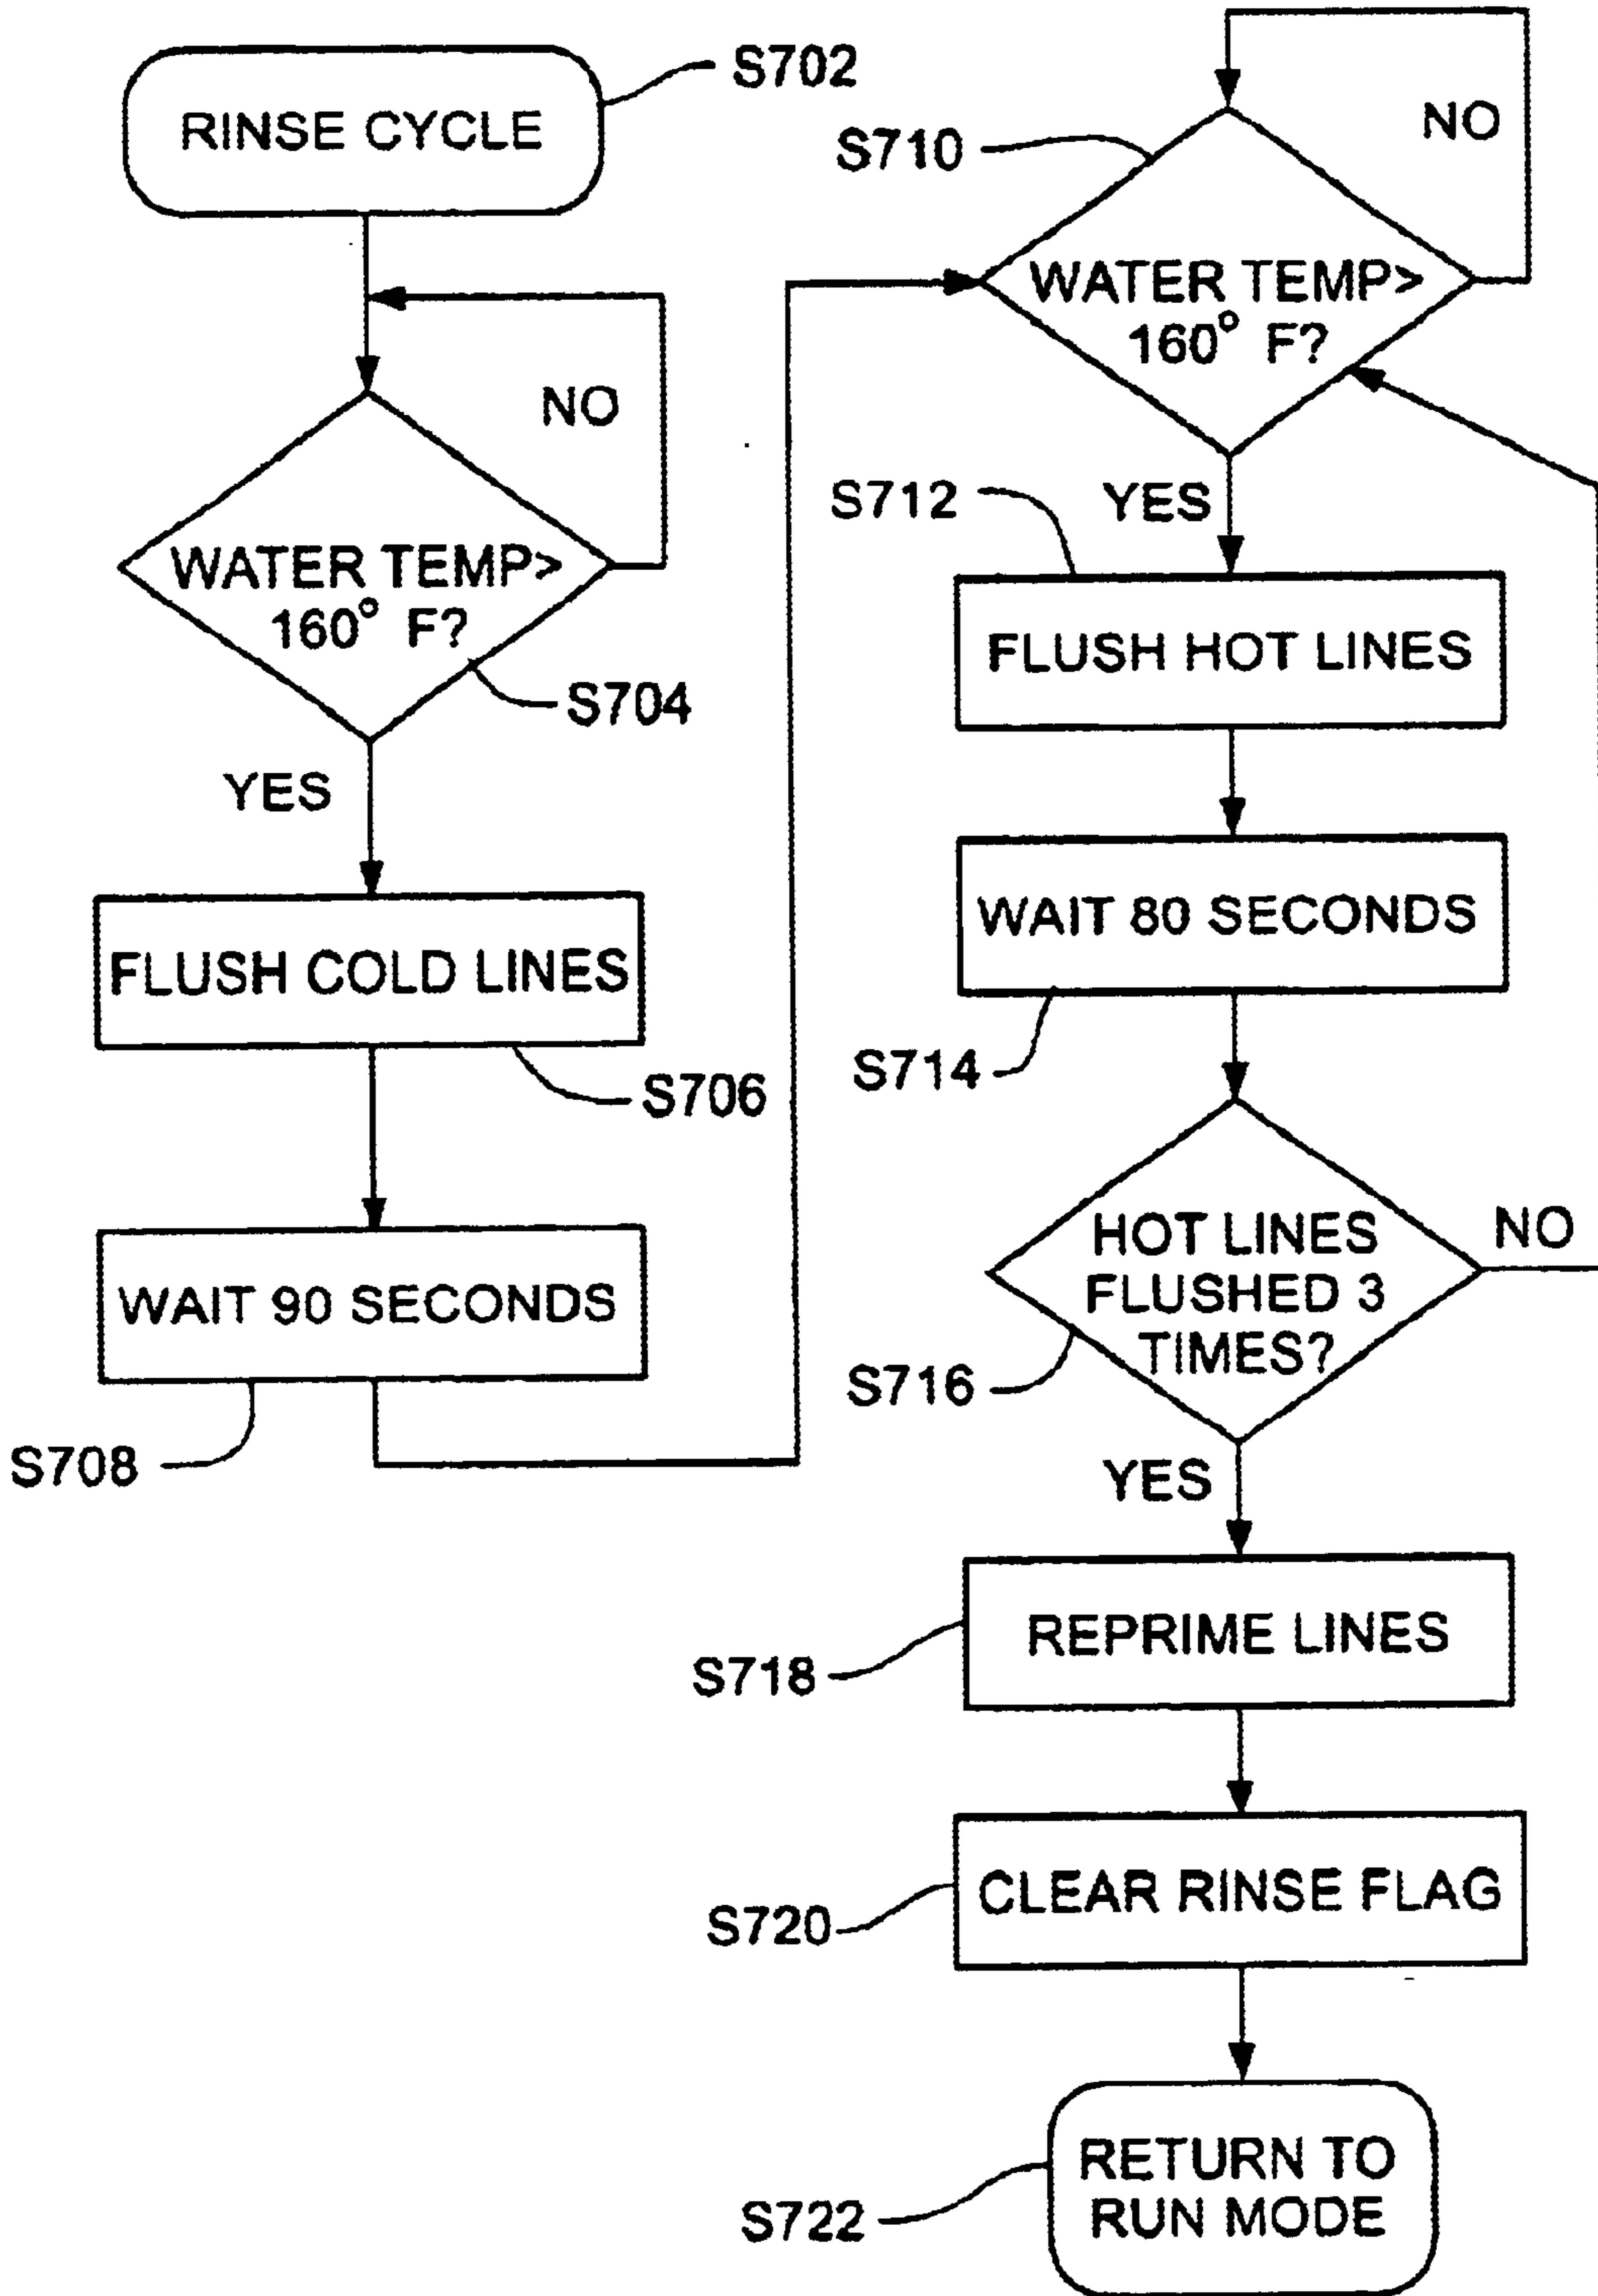 RINSE CYCLE
S702
NO
WATER TEMP>
160° F?
S704
YES
FLUSH COLD LINES
S706
WAIT 90 SECONDS
S708
NO
S710
WATER TEMP>
160° F?
YES
S712
FLUSH HOT LINES
WAIT 80 SECONDS
S714
HOT LINES
FLUSHED 3
TIMES?
NO
S716
YES
REPRIME LINES
S718
CLEAR RINSE FLAG
S720
RETURN TO
RUN MODE
S722